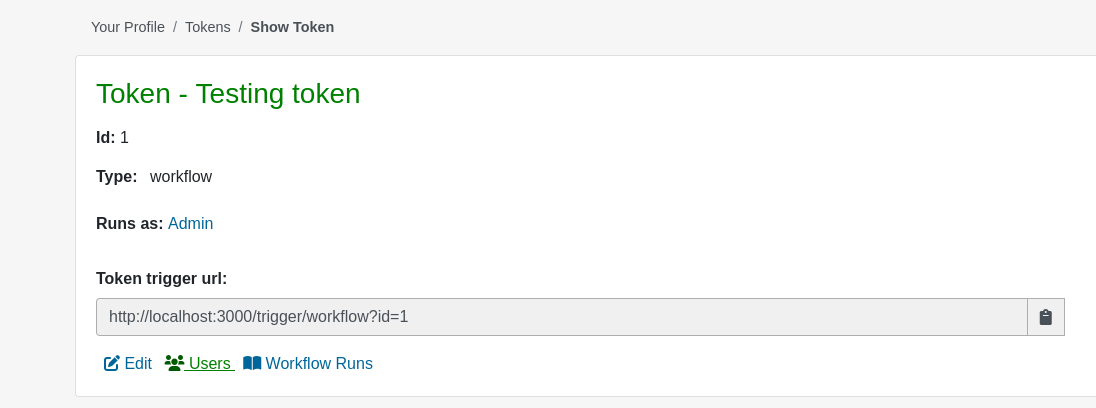 Your Profile / Tokens / Show Token
Token - Testing token
Id: 1
Type: workflow
Runs as: Admin
Token trigger url:
http://localhost:3000/trigger/workflow?id=1
Edit Users Workflow Runs